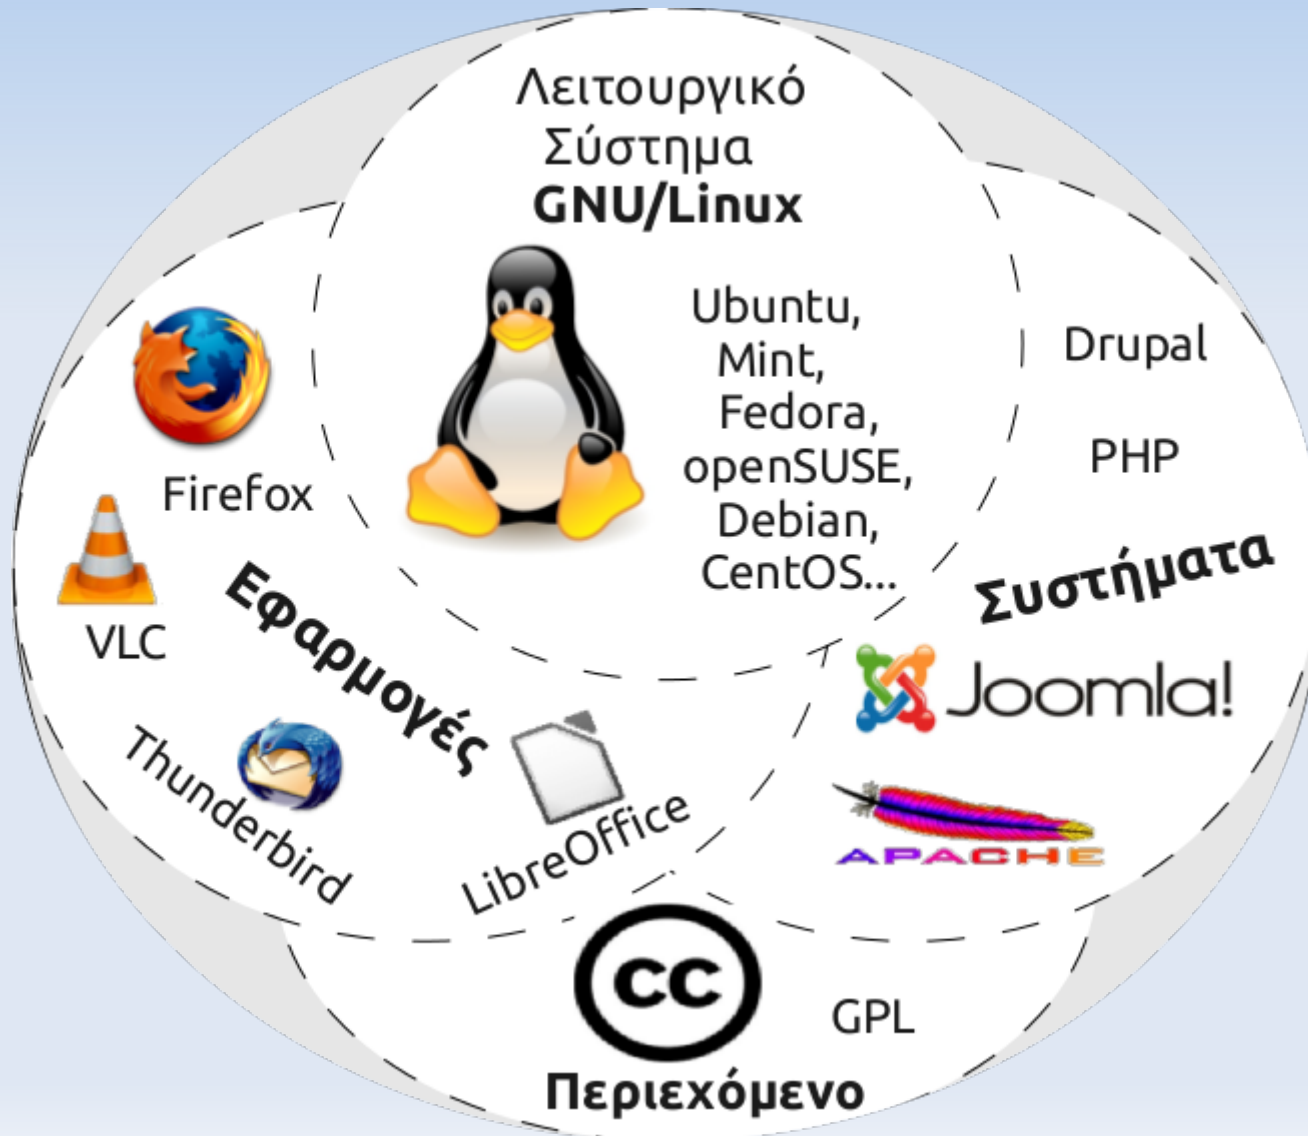 Λειτουργικό
Σύστημα
GNU/Linux
Ubuntu,
Mint,
Fedora,
openSUSE,
Debian,
CentOS...
Firefox
VLC
Εφαρμογές
Thunderbird
LibreOffice
Drupal
PHP
Συστήματα
Joomla!
APACHE
cc
GPL
Περιεχόμενο